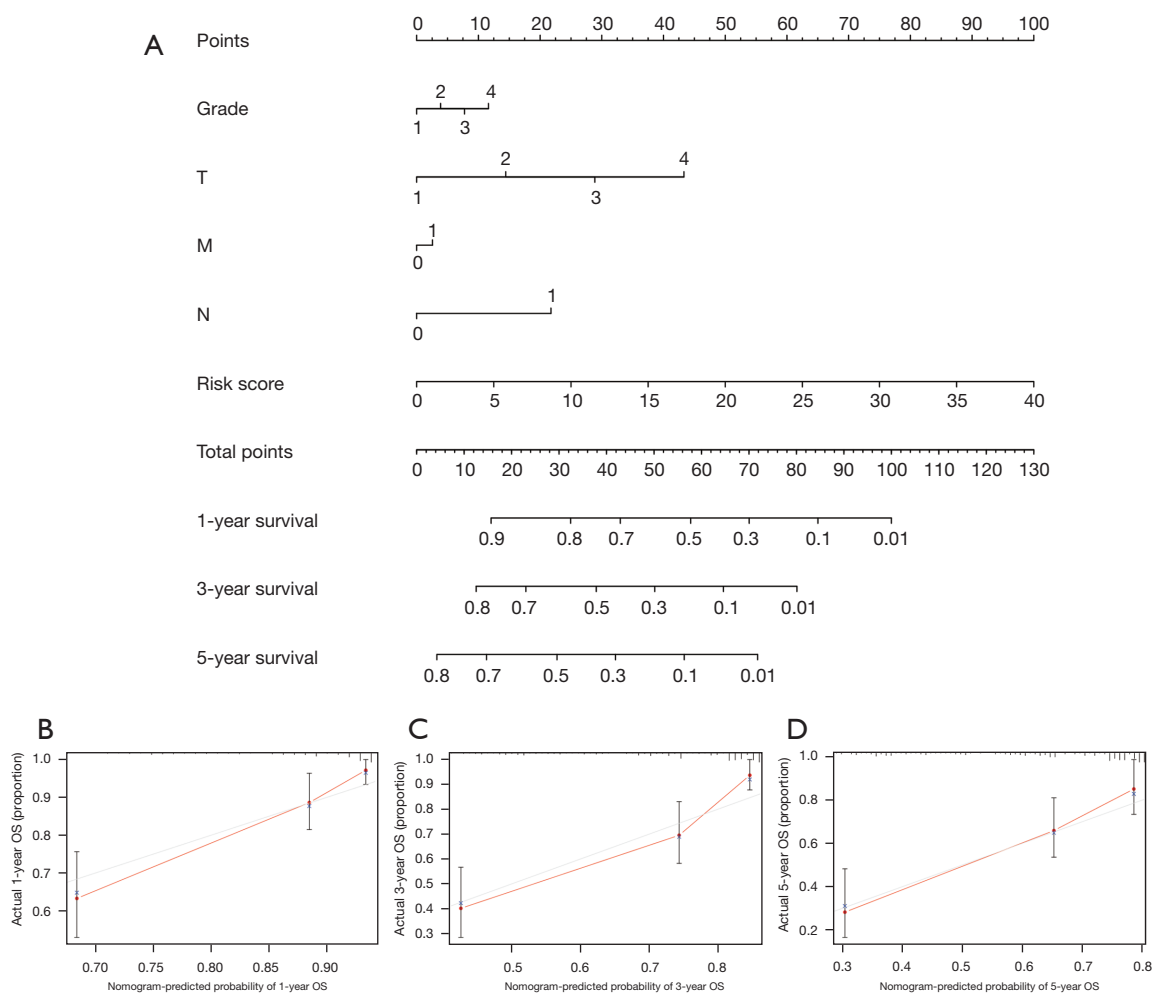 A
Points
0 10 20 30 40 50 60 70 80 90 100
Grade
2 4
1 3
T
2 4
1 3
M
1
0
N
1
0
Risk score
0 5 10 15 20 25 30 35 40
Total points
0 10 20 30 40 50 60 70 80 90 100 110 120 130
1-year survival
0.9 0.8 0.7 0.5 0.3 0.1 0.01
3-year survival
0.8 0.7 0.5 0.3 0.1 0.01
5-year survival
0.8 0.7 0.5 0.3 0.1 0.01
B
Actual 1-year OS (proportion)
1.0
0.9
0.8
0.7
0.6
0.70 0.75 0.80 0.85 0.90
Nomogram-predicted probability of 1-year OS
C
Actual 3-year OS (proportion)
1.0
0.9
0.8
0.7
0.6
0.5
0.4
0.3
0.5 0.6 0.7 0.8
Nomogram-predicted probability of 3-year OS
D
Actual 5-year OS (proportion)
1.0
0.8
0.6
0.4
0.2
0.3 0.4 0.5 0.6 0.7 0.8
Nomogram-predicted probability of 5-year OS